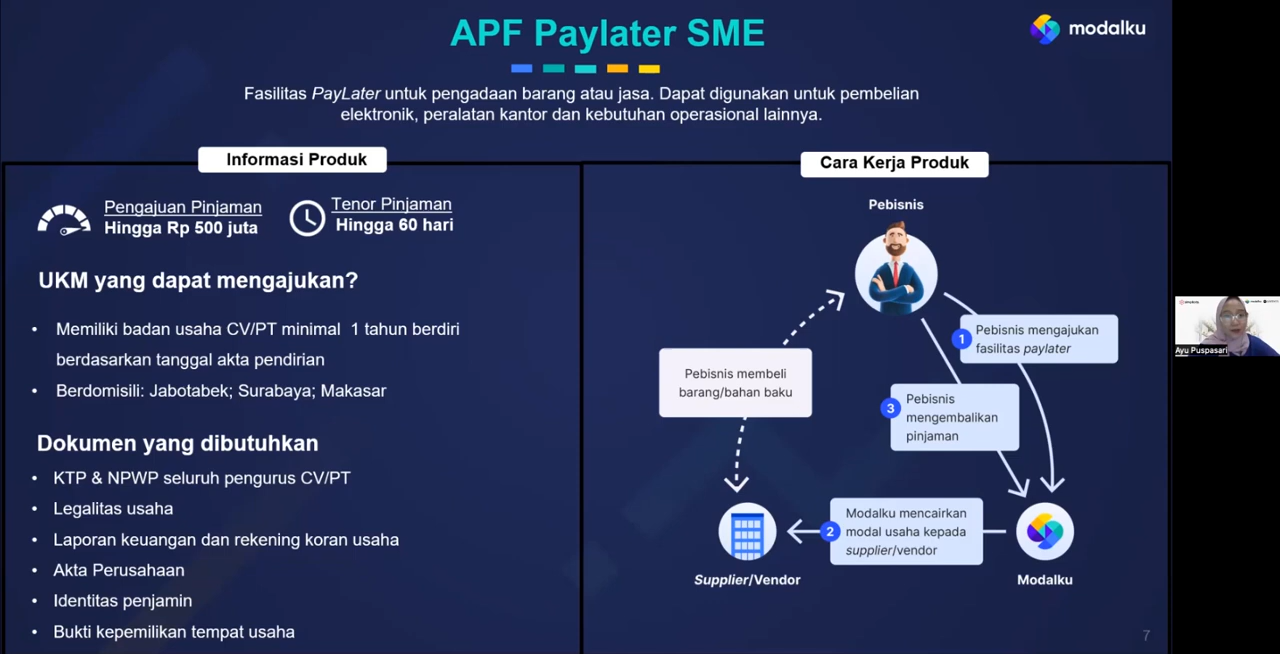 APF Paylater SME
modalku
Fasilitas PayLater untuk pengadaan barang atau jasa. Dapat digunakan untuk pembelian
elektronik, peralatan kantor dan kebutuhan operasional lainnya.
Informasi Produk
Pengajuan Pinjaman
Hingga Rp 500 juta
Tenor Pinjaman
Hingga 60 hari
UKM yang dapat mengajukan?
• Memiliki badan usaha CV/PT minimal 1 tahun berdiri
berdasarkan tanggal akta pendirian
• Berdomisili: Jabotabek; Surabaya; Makasar
Dokumen yang dibutuhkan
• KTP & NPWP seluruh pengurus CV/PT
• Legalitas usaha
• Laporan keuangan dan rekening koran usaha
• Akta Perusahaan
• Identitas penjamin
• Bukti kepemilikan tempat usaha
Cara Kerja Produk
Pebisnis
1
Pebisnis mengajukan
fasilitas paylater
Pebisnis membeli
barang/bahan baku
3
Pebisnis
mengembalikan
pinjaman
2
Modalku mencairkan
modal usaha kepada
supplier/vendor
Supplier/Vendor
Modalku
7
modalku
Ayu Puspasari